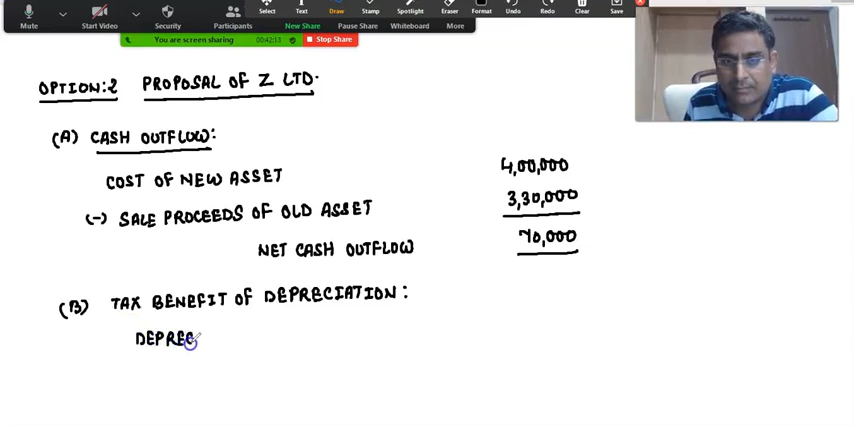 Select Text Draw Stamp Spotlight Eraser Format Undo Redo Clear Save
Mute Start Video Security Participants New Share Pause Share Whiteboard More
You are screen sharing 00:42:13 Stop Share
OPTION:2 PROPOSAL OF Z LTD.
(A) CASH OUTFLOW:
COST OF NEW ASSET 4,00,000
(-) SALE PROCEEDS OF OLD ASSET 3,30,000
NET CASH OUTFLOW 70,000
(B) TAX BENEFIT OF DEPRECIATION:
DEPREC